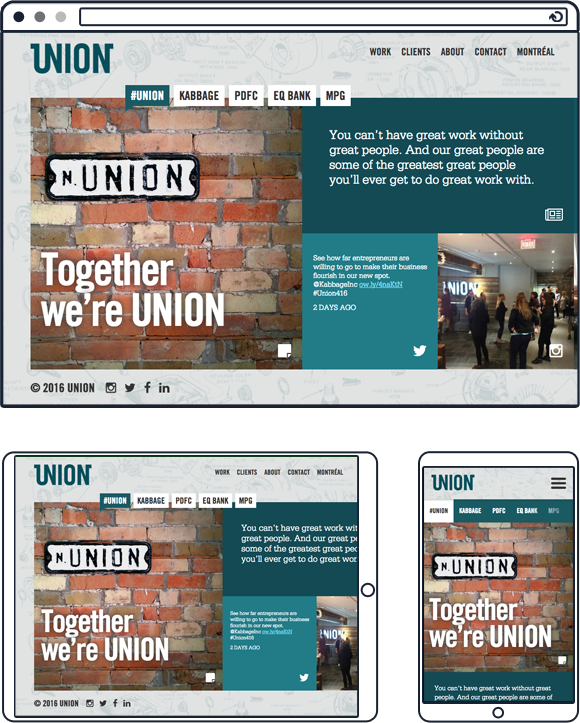 UNION
WORK CLIENTS ABOUT CONTACT MONTRÉAL
#UNION KABBAGE PDFC EQ BANK MPG
N. UNION
Together
we're UNION
You can't have great work without
great people. And our great people are
some of the greatest great people
you'll ever get to do great work with.
See how far entrepreneurs are
willing to go to make their business
flourish in our new spot.
@KabbageInc ow.ly/4naKtN
#Union416
2 DAYS AGO
UNION
© 2016 UNION
UNION
WORK CLIENTS ABOUT CONTACT MONTRÉAL
#UNION KABBAGE PDFC EQ BANK MPG
N. UNION
Together
we're UNION
You can't have great work wit
great people. And our great peo
some of the greatest great peo
you'll ever get to do great work
See how far entrepreneurs are
willing to go to make their business
flourish in our new spot.
@KabbageInc ow.ly/4naKtN
#Union416
2 DAYS AGO
UNION
© 2016 UNION
UNION
#UNION KABBAGE PDFC EQ BANK MPG
N. UNION
Together
we're UNION
You can't have great work without
great people. And our great people are